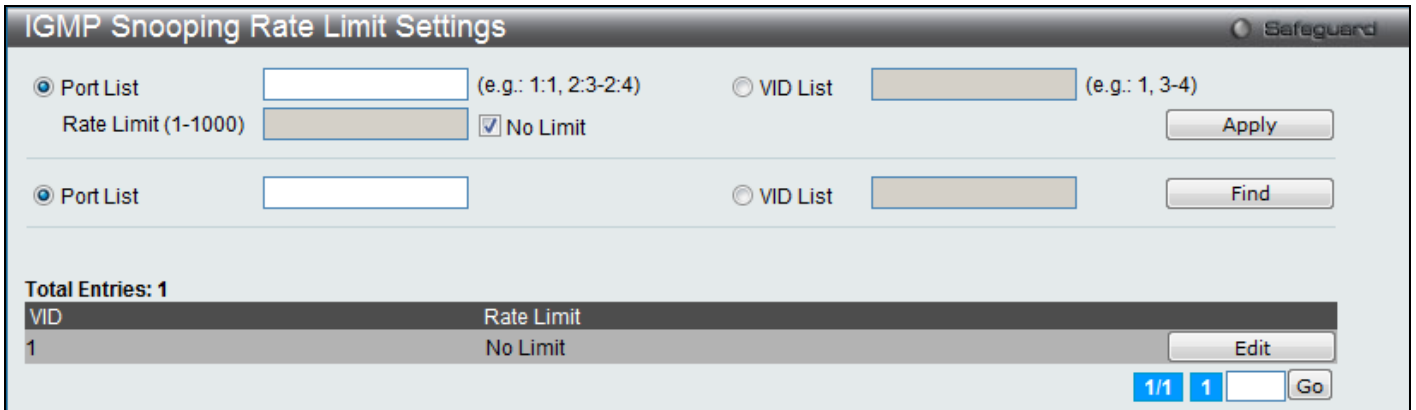 IGMP Snooping Rate Limit Settings Safeguard
Port List (e.g.: 1:1, 2:3-2:4) VID List (e.g.: 1, 3-4)
Rate Limit (1-1000) No Limit Apply
Port List VID List Find
Total Entries: 1
VID Rate Limit
1 No Limit Edit
1/1 1 Go